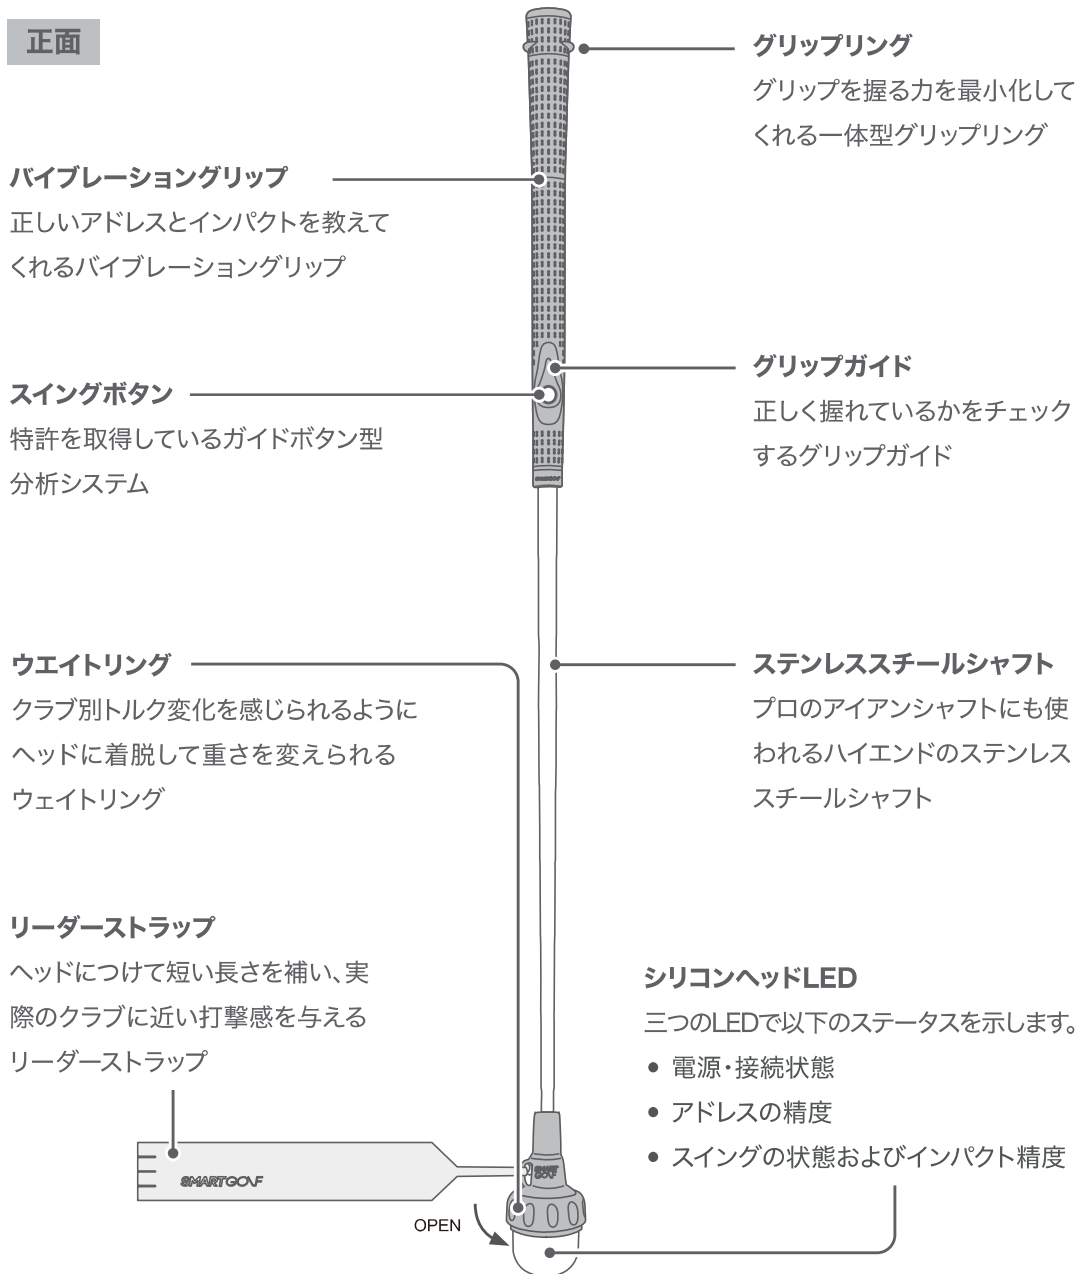 正面
グリップリング
グリップを握る力を最小化して
くれる一体型グリップリング
バイブレーショングリップ
正しいアドレスとインパクトを教えて
くれるバイブレーショングリップ
グリップガイド
正しく握れているかをチェック
するグリップガイド
スイングボタン
特許を取得しているガイドボタン型
分析システム
ウエイトリング
クラブ別トルク変化を感じられるように
ヘッドに着脱して重さを変えられる
ウェイトリング
ステンレススチールシャフト
プロのアイアンシャフトにも使
われるハイエンドのステンレス
スチールシャフト
リーダーストラップ
ヘッドにつけて短い長さを補い、実
際のクラブに近い打撃感を与える
リーダーストラップ
シリコンヘッドLED
三つのLEDで以下のステータスを示します。
• 電源・接続状態
• アドレスの精度
• スイングの状態およびインパクト精度
SMARTGOLF
SMART
GOLF
OPEN